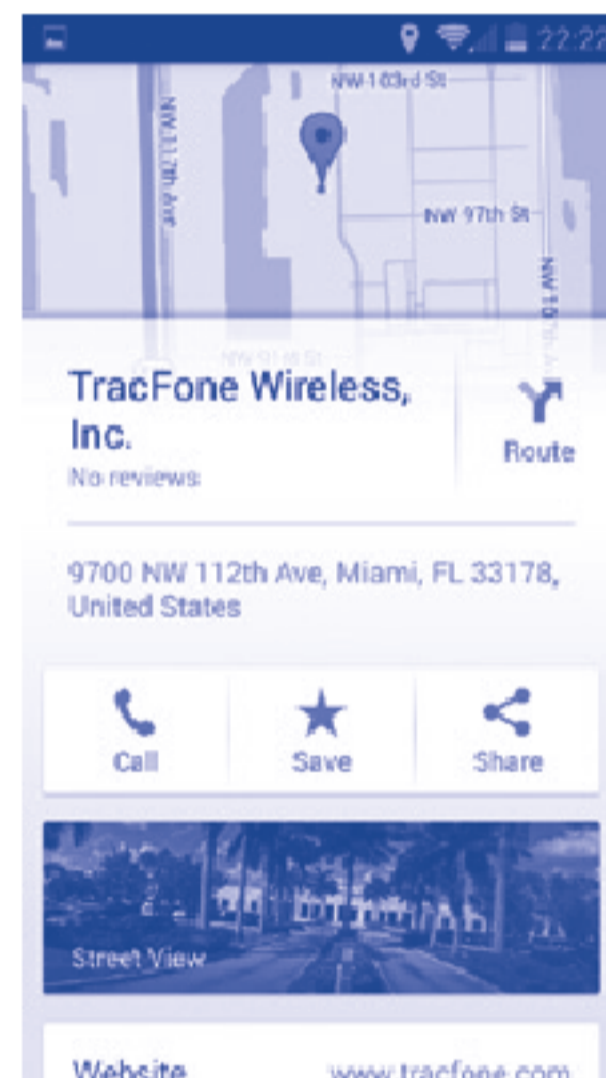 22:22
NW 103rd St
NW 117th Ave
NW 97th St
TracFone Wireless,
Inc.
Route
No reviews
9700 NW 112th Ave, Miami, FL 33178,
United States
Call
Save
Share
Street View
Website
www.tracfone.com